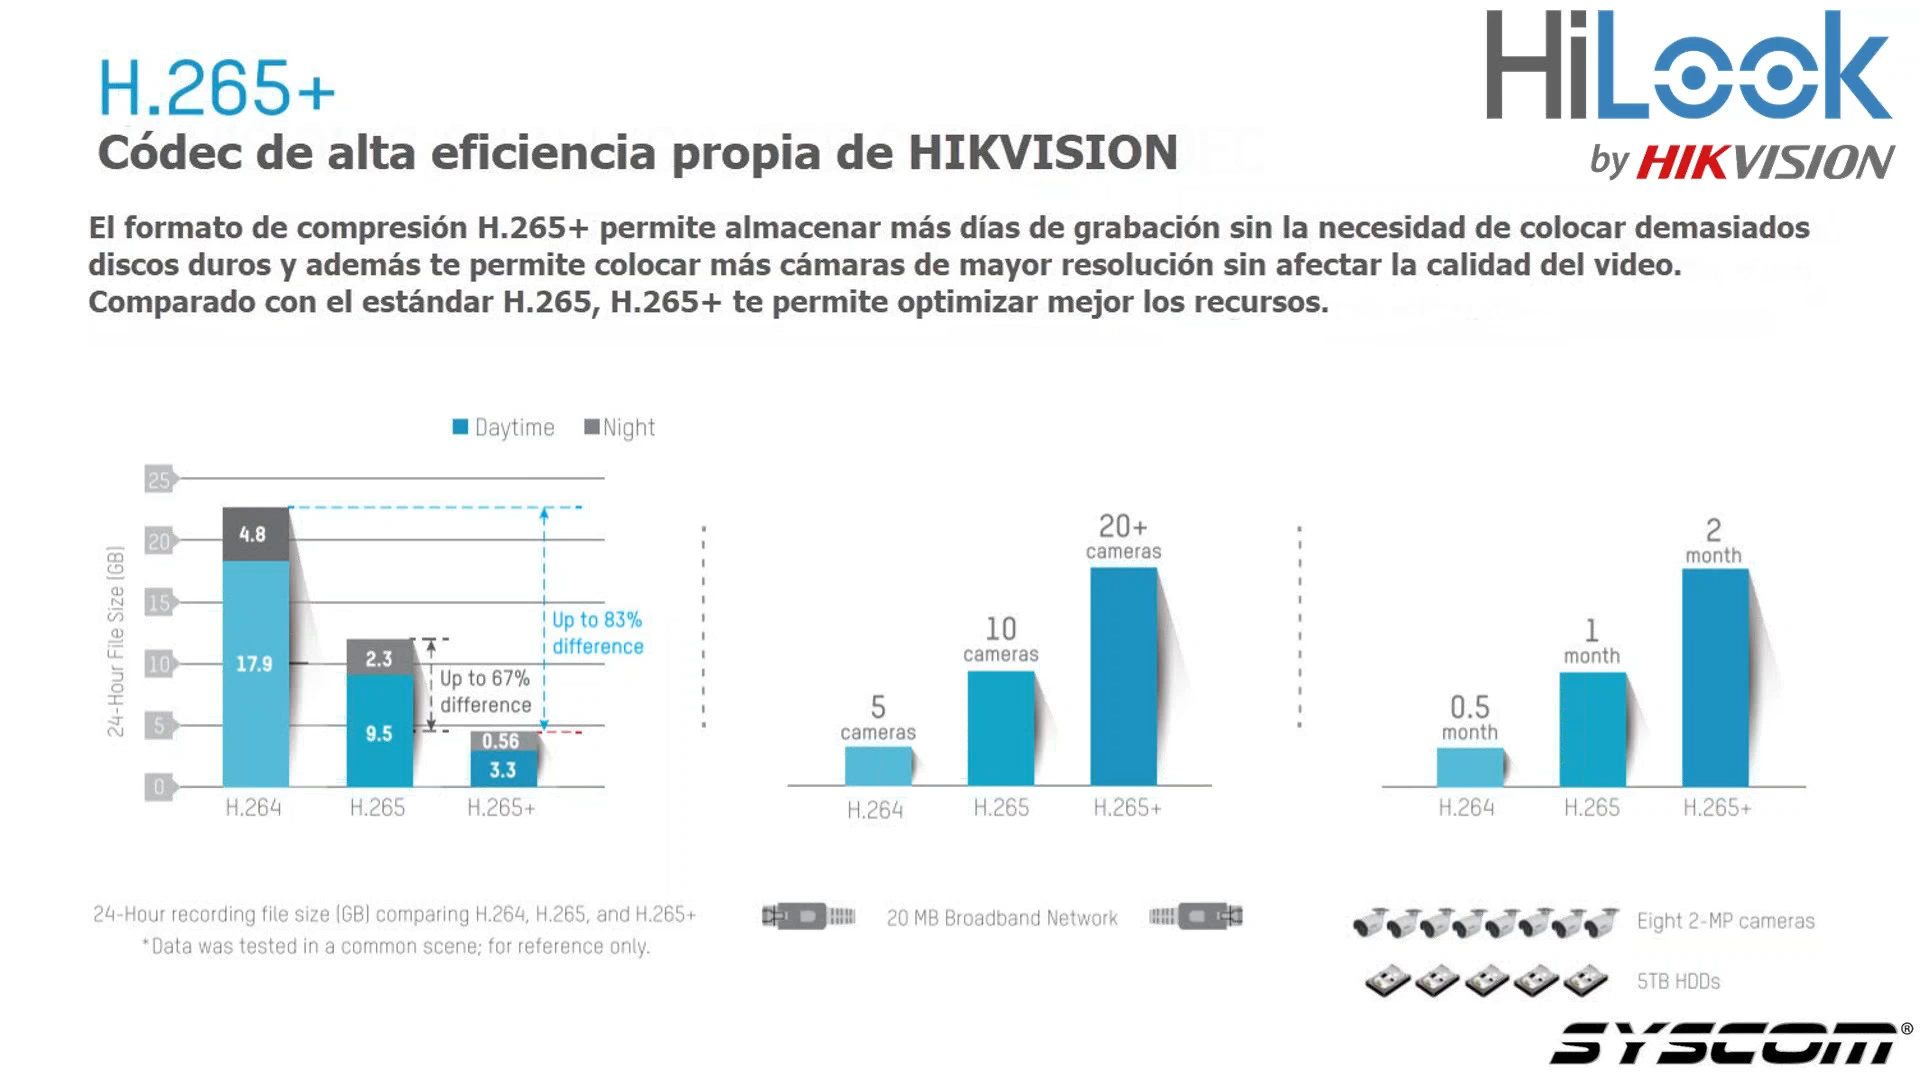 HiLook
by HIKVISION
H.265+
Códec de alta eficiencia propia de HIKVISION
El formato de compresión H.265+ permite almacenar más días de grabación sin la necesidad de colocar demasiados
discos duros y además te permite colocar más cámaras de mayor resolución sin afectar la calidad del video.
Comparado con el estándar H.265, H.265+ te permite optimizar mejor los recursos.
Daytime Night
24-Hour File Size (GB)
25
20
15
10
5
0
4.8
17.9
2.3
9.5
0.56
3.3
Up to 67%
difference
Up to 83%
difference
H.264 H.265 H.265+
24-Hour recording file size (GB) comparing H.264, H.265, and H.265+
*Data was tested in a common scene; for reference only.
5
cameras
10
cameras
20+
cameras
H.264 H.265 H.265+
20 MB Broadband Network
0.5
month
1
month
2
month
H.264 H.265 H.265+
Eight 2-MP cameras
5TB HDDs
SYSCOM®